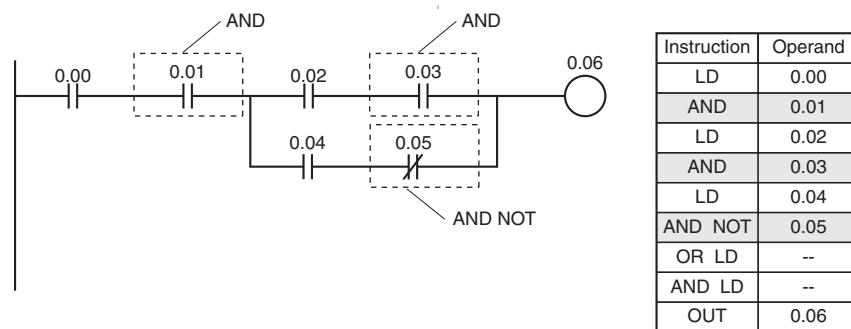 AND
AND
0.00
0.01
0.02
0.03
0.06
0.04
0.05
AND NOT
Instruction Operand
LD 0.00
AND 0.01
LD 0.02
AND 0.03
LD 0.04
AND NOT 0.05
OR LD --
AND LD --
OUT 0.06